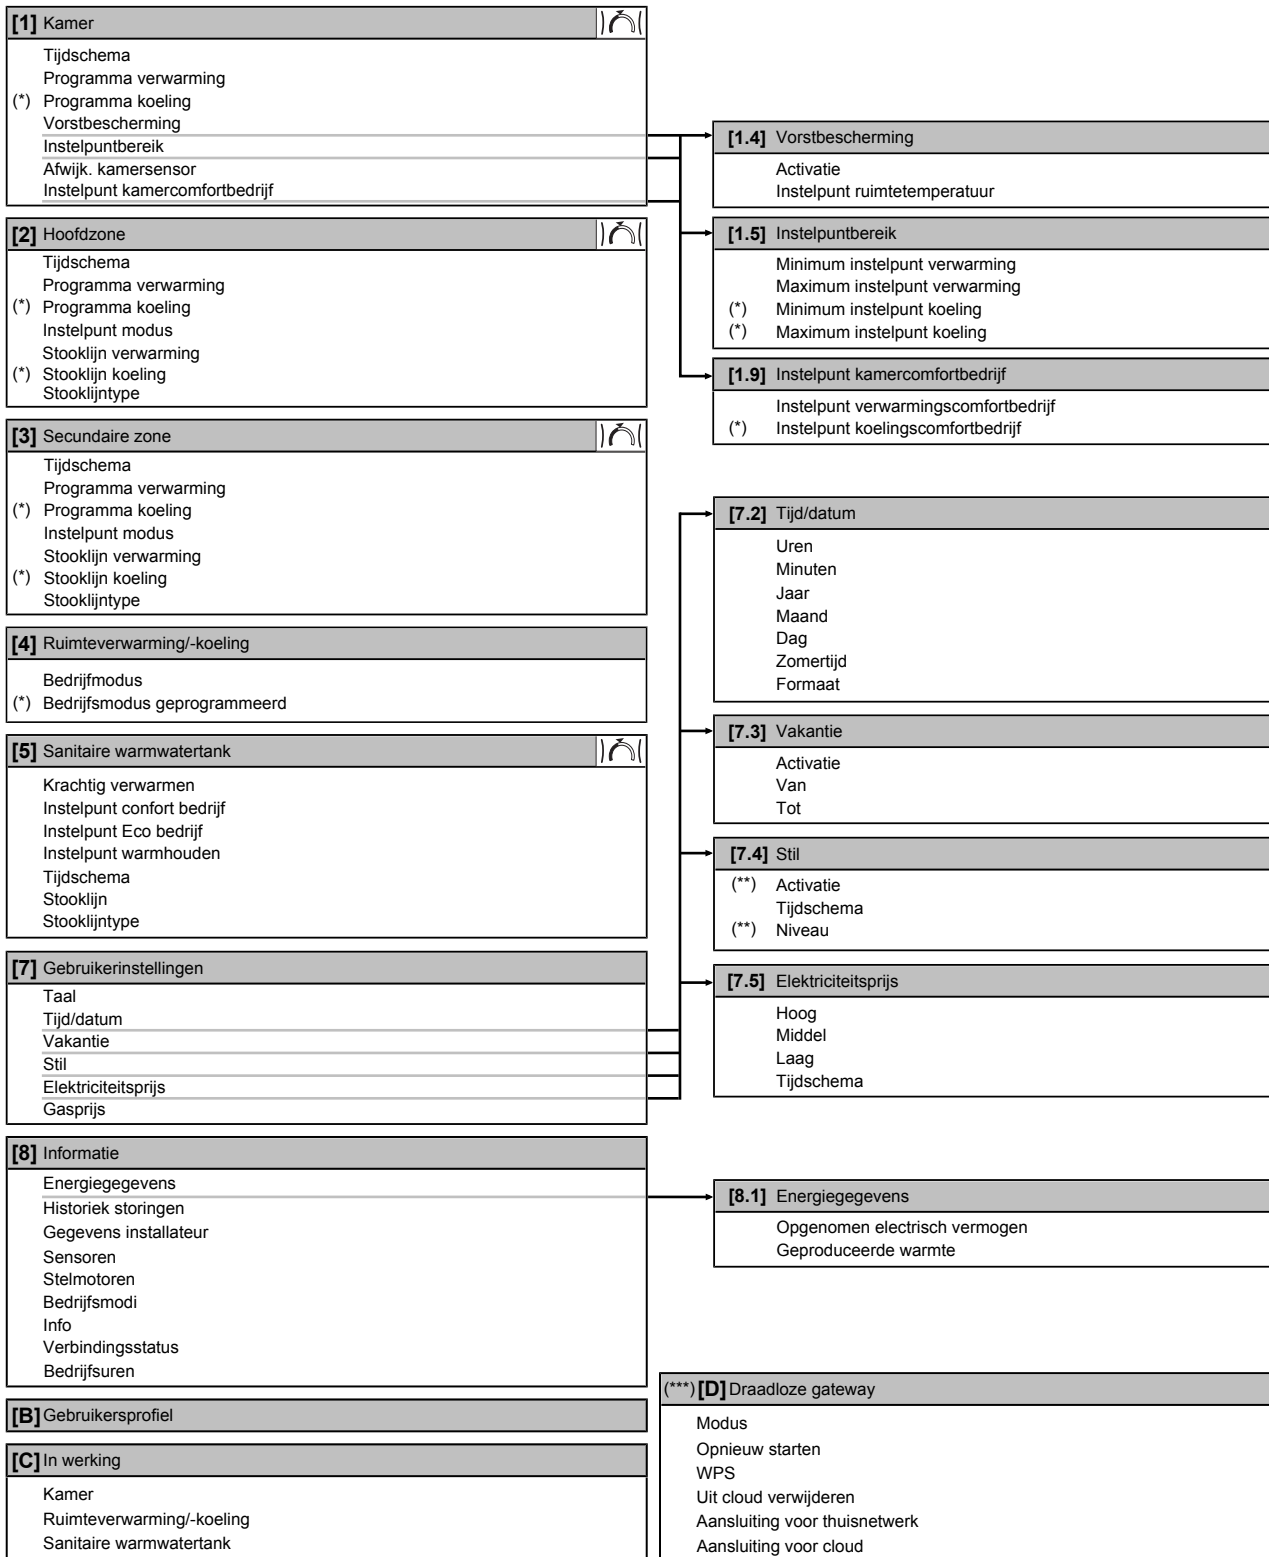 [1] Kamer
Tijdschema
Programma verwarming
(*) Programma koeling
Vorstbescherming
Instelpuntbereik
Afwijk. kamersensor
Instelpunt kamercomfortbedrijf
[2] Hoofdzone
Tijdschema
Programma verwarming
(*) Programma koeling
Instelpunt modus
Stooklijn verwarming
(*) Stooklijn koeling
Stooklijntype
[3] Secundaire zone
Tijdschema
Programma verwarming
(*) Programma koeling
Instelpunt modus
Stooklijn verwarming
(*) Stooklijn koeling
Stooklijntype
[4] Ruimteverwarming/-koeling
Bedrijfmodus
(*) Bedrijfsmodus geprogrammeerd
[5] Sanitaire warmwatertank
Krachtig verwarmen
Instelpunt confort bedrijf
Instelpunt Eco bedrijf
Instelpunt warmhouden
Tijdschema
Stooklijn
Stooklijntype
[7] Gebruikerinstellingen
Taal
Tijd/datum
Vakantie
Stil
Elektriciteitsprijs
Gasprijs
[8] Informatie
Energiegegevens
Historiek storingen
Gegevens installateur
Sensoren
Stelmotoren
Bedrijfsmodi
Info
Verbindingsstatus
Bedrijfsuren
[B] Gebruikersprofiel
[C] In werking
Kamer
Ruimteverwarming/-koeling
Sanitaire warmwatertank
[1.4] Vorstbescherming
Activatie
Instelpunt ruimtetemperatuur
[1.5] Instelpuntbereik
Minimum instelpunt verwarming
Maximum instelpunt verwarming
(*) Minimum instelpunt koeling
(*) Maximum instelpunt koeling
[1.9] Instelpunt kamercomfortbedrijf
Instelpunt verwarmingscomfortbedrijf
(*) Instelpunt koelingscomfortbedrijf
[7.2] Tijd/datum
Uren
Minuten
Jaar
Maand
Dag
Zomertijd
Formaat
[7.3] Vakantie
Activatie
Van
Tot
[7.4] Stil
(**) Activatie
Tijdschema
(**) Niveau
[7.5] Elektriciteitsprijs
Hoog
Middel
Laag
Tijdschema
[8.1] Energiegegevens
Opgenomen electrisch vermogen
Geproduceerde warmte
(***) [D] Draadloze gateway
Modus
Opnieuw starten
WPS
Uit cloud verwijderen
Aansluiting voor thuisnetwerk
Aansluiting voor cloud